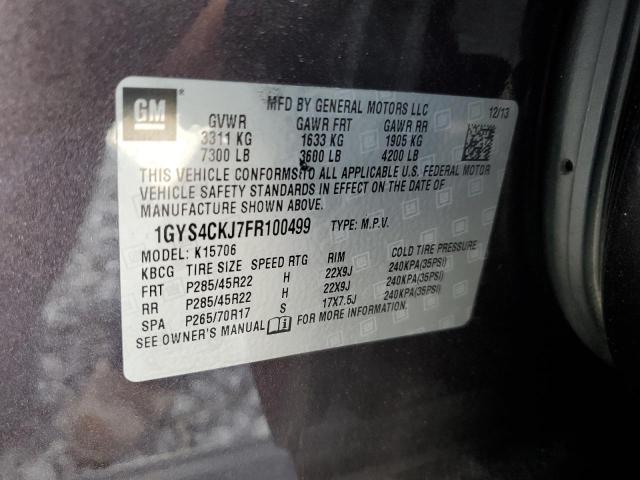 GM ®
MFD BY GENERAL MOTORS LLC 12/13
GVWR GAWR FRT GAWR RR
3311 KG 1633 KG 1905 KG
7300 LB 3600 LB 4200 LB
THIS VEHICLE CONFORMS TO ALL APPLICABLE U.S. FEDERAL MOTOR
VEHICLE SAFETY STANDARDS IN EFFECT ON THE DATE OF
MANUFACTURE SHOWN ABOVE.
1GYS4CKJ7FR100499 TYPE: M.P.V.
MODEL: K15706
KBCG TIRE SIZE SPEED RTG RIM COLD TIRE PRESSURE
FRT P285/45R22 H 22X9J 240KPA(35PSI)
RR P285/45R22 H 22X9J 240KPA(35PSI)
SPA P265/70R17 S 17X7.5J 240KPA(35PSI)
SEE OWNER'S MANUAL FOR MORE INFORMATION.